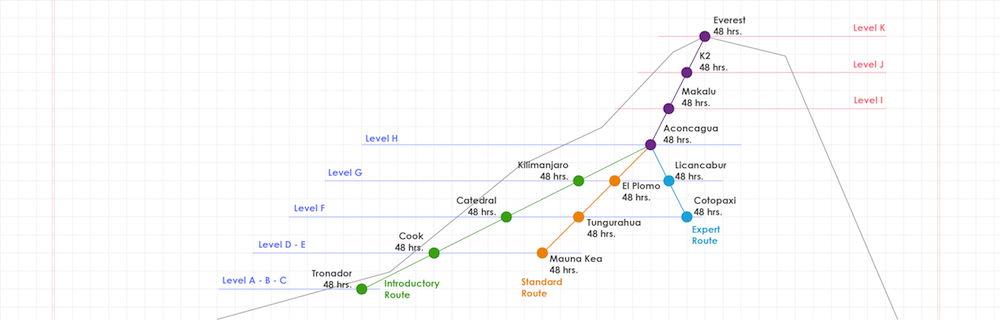 Everest
48 hrs.
Level K
K2
48 hrs.
Level J
Makalu
48 hrs.
Level I
Aconcagua
48 hrs.
Level H
Kilimanjaro
48 hrs.
Licancabur
48 hrs.
Level G
El Plomo
48 hrs.
Catedral
48 hrs.
Cotopaxi
48 hrs.
Level F
Tungurahua
48 hrs.
Expert
Route
Cook
48 hrs.
Level D - E
Mauna Kea
48 hrs.
Tronador
48 hrs.
Level A - B - C
Introductory
Route
Standard
Route